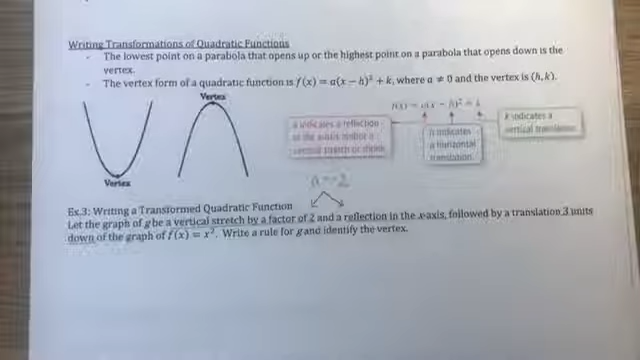 Writing Transformations of Quadratic Functions
- The lowest point on a parabola that opens up or the highest point on a parabola that opens down is the
vertex.
- The vertex form of a quadratic function is f(x) = a(x − h)² + k, where a ≠ 0 and the vertex is (h, k).
Vertex
f(x) = a(x − h)² + k
a indicates a reflection
in the x-axis and/or a
vertical stretch or shrink
h indicates
a horizontal
translation
k indicates a
vertical translation
Vertex
a=-2
Ex.3: Writing a Transformed Quadratic Function
Let the graph of g be a vertical stretch by a factor of 2 and a reflection in the x-axis, followed by a translation 3 units
down of the graph of f(x) = x². Write a rule for g and identify the vertex.